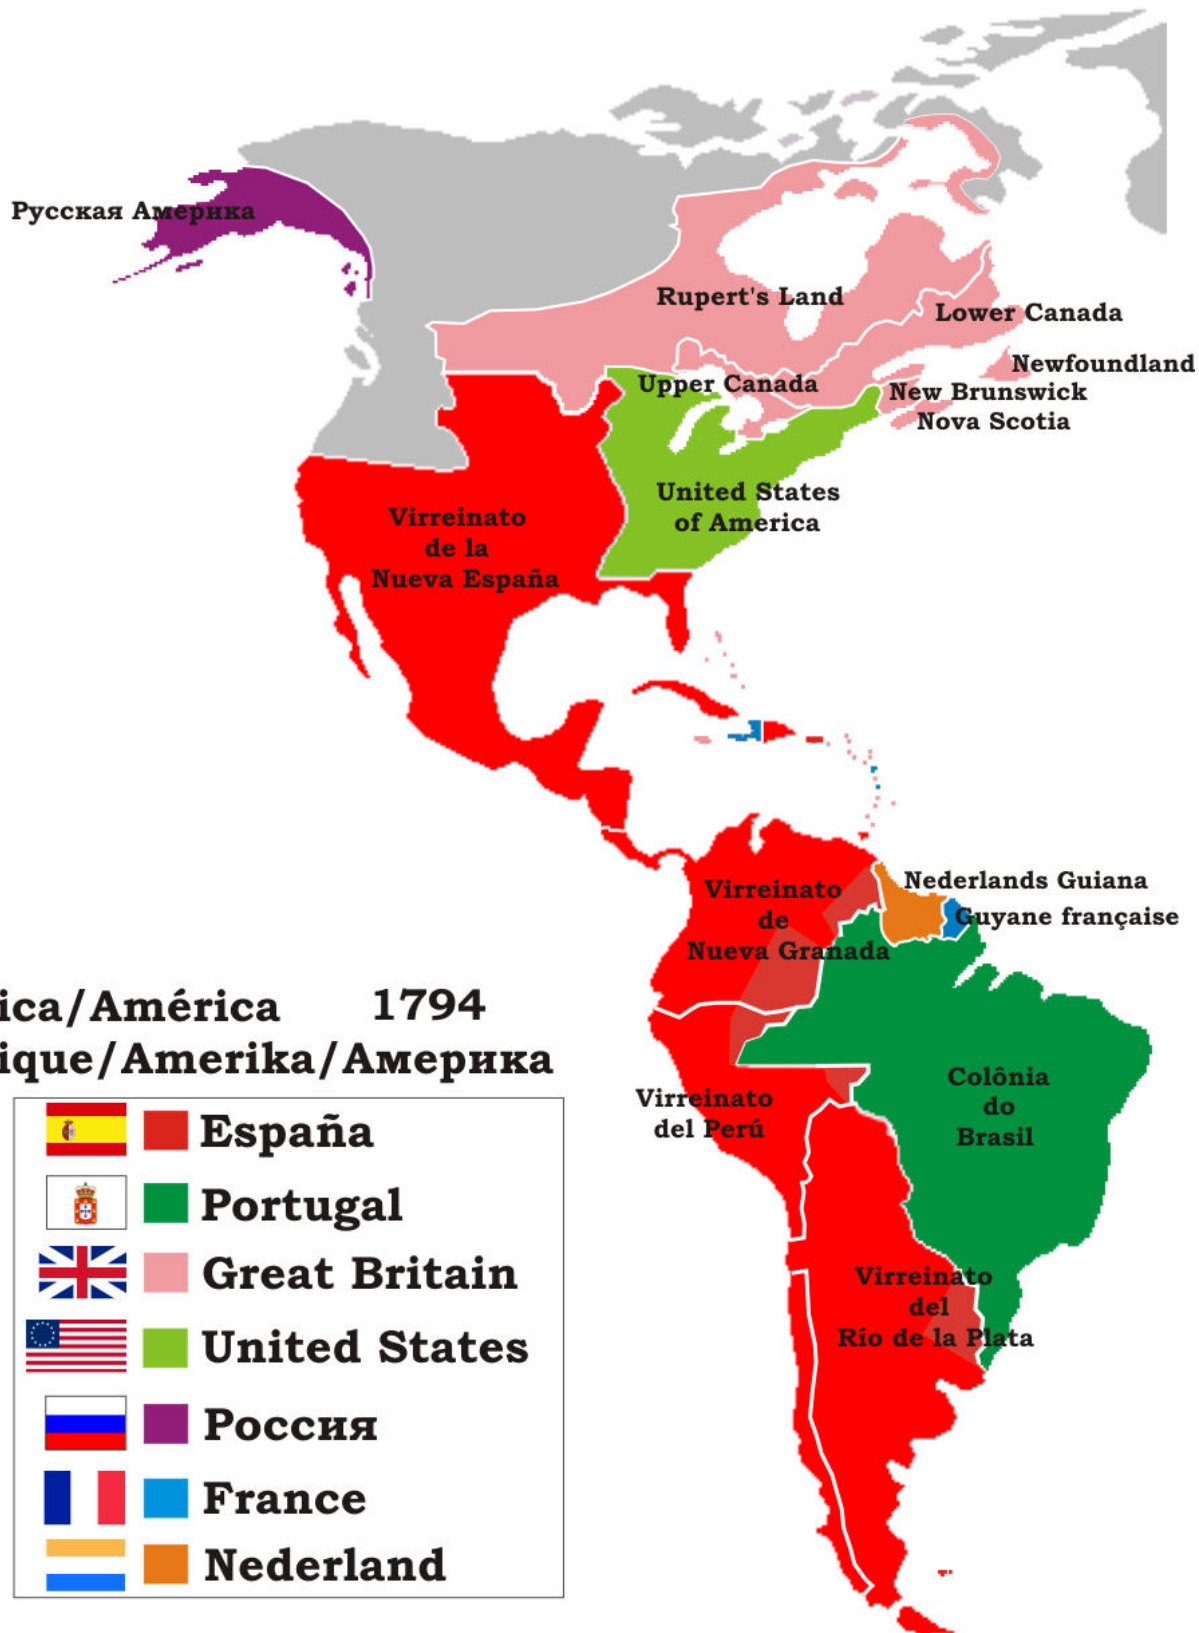 Русская Америка
Rupert's Land
Lower Canada
Newfoundland
Upper Canada
New Brunswick
Nova Scotia
United States
of America
Virreinato
de la
Nueva España
Nederlands Guiana
Guyane française
Virreinato
de
Nueva Granada
ica/América 1794
ique/Amerika/Америка
Colônia
do
Brasil
Virreinato
del Perú
Virreinato
del
Río de la Plata
España
Portugal
Great Britain
United States
Россия
France
Nederland